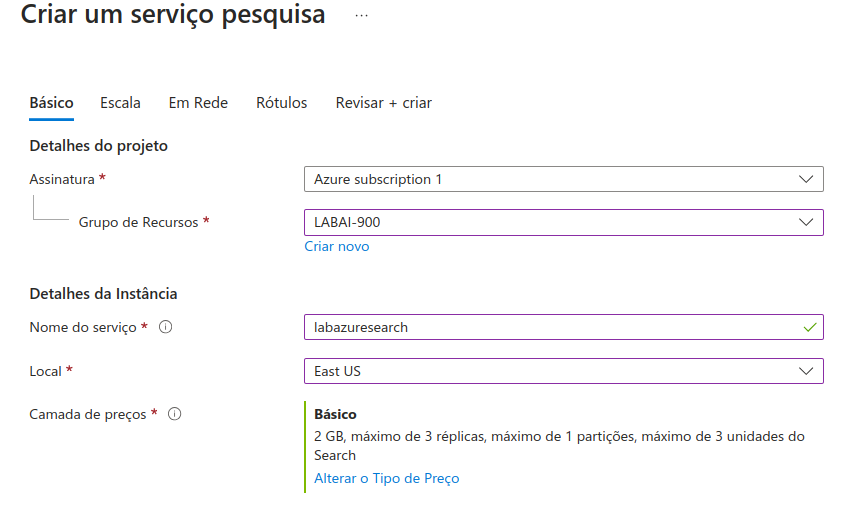 Criar um serviço pesquisa ...
Básico Escala Em Rede Rótulos Revisar + criar
Detalhes do projeto
Assinatura * Azure subscription 1
Grupo de Recursos * LABAI-900
Criar novo
Detalhes da Instância
Nome do serviço * labazuresearch
Local * East US
Camada de preços * Básico
2 GB, máximo de 3 réplicas, máximo de 1 partições, máximo de 3 unidades do
Search
Alterar o Tipo de Preço